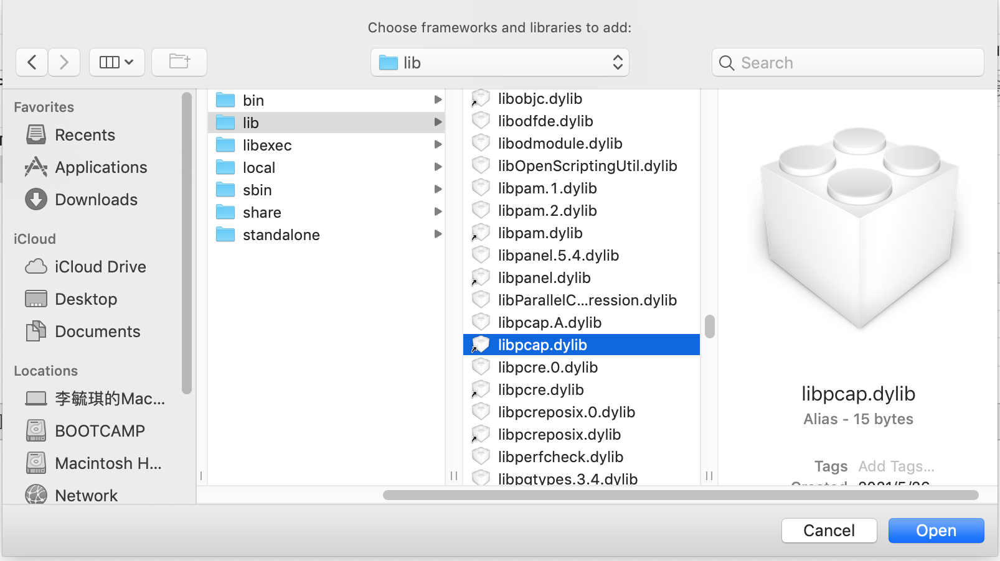 Choose frameworks and libraries to add:
lib
Search
Favorites
Recents
Applications
Downloads
iCloud
iCloud Drive
Desktop
Documents
Locations
李毓琪的Mac...
BOOTCAMP
Macintosh H...
Network
bin
lib
libexec
local
sbin
share
standalone
libobjc.dylib
libodfde.dylib
libodmodule.dylib
libOpenScriptingUtil.dylib
libpam.1.dylib
libpam.2.dylib
libpam.dylib
libpanel.5.4.dylib
libpanel.dylib
libParallelC...ression.dylib
libpcap.A.dylib
libpcap.dylib
libpcre.0.dylib
libpcre.dylib
libpcreposix.0.dylib
libpcreposix.dylib
libperfcheck.dylib
libpgtypes.3.4.dylib
libpcap.dylib
Alias - 15 bytes
Tags Add Tags...
Created
Cancel
Open